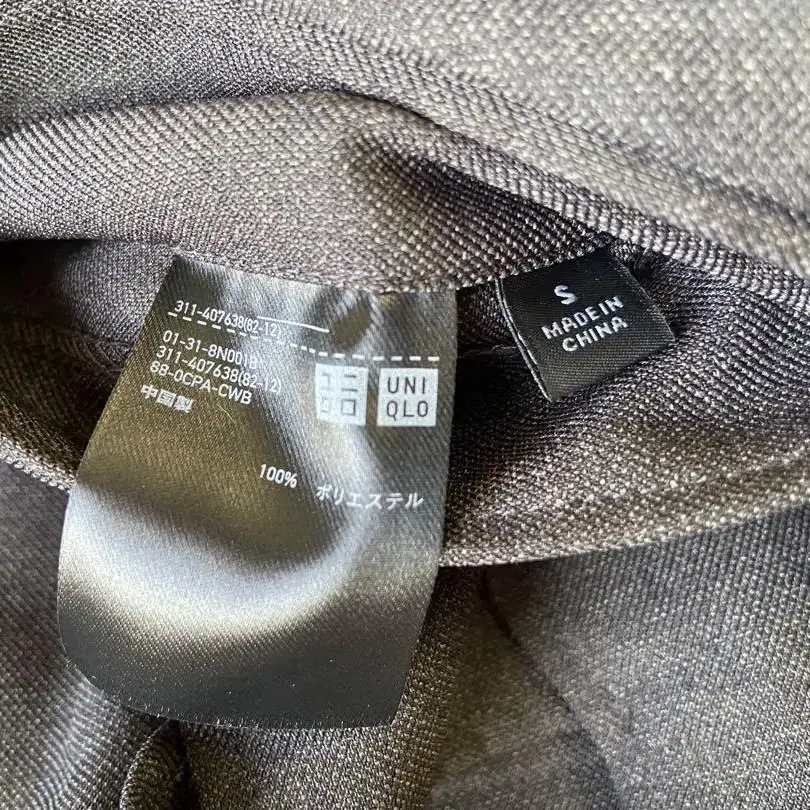 311-407638(82-12)
01-31-8N001B
311-407638(82-12)
88-0CPA-CWB
中国製
ユニ
クロ
UNI
QLO
100% ポリエステル
S
MADE IN
CHINA